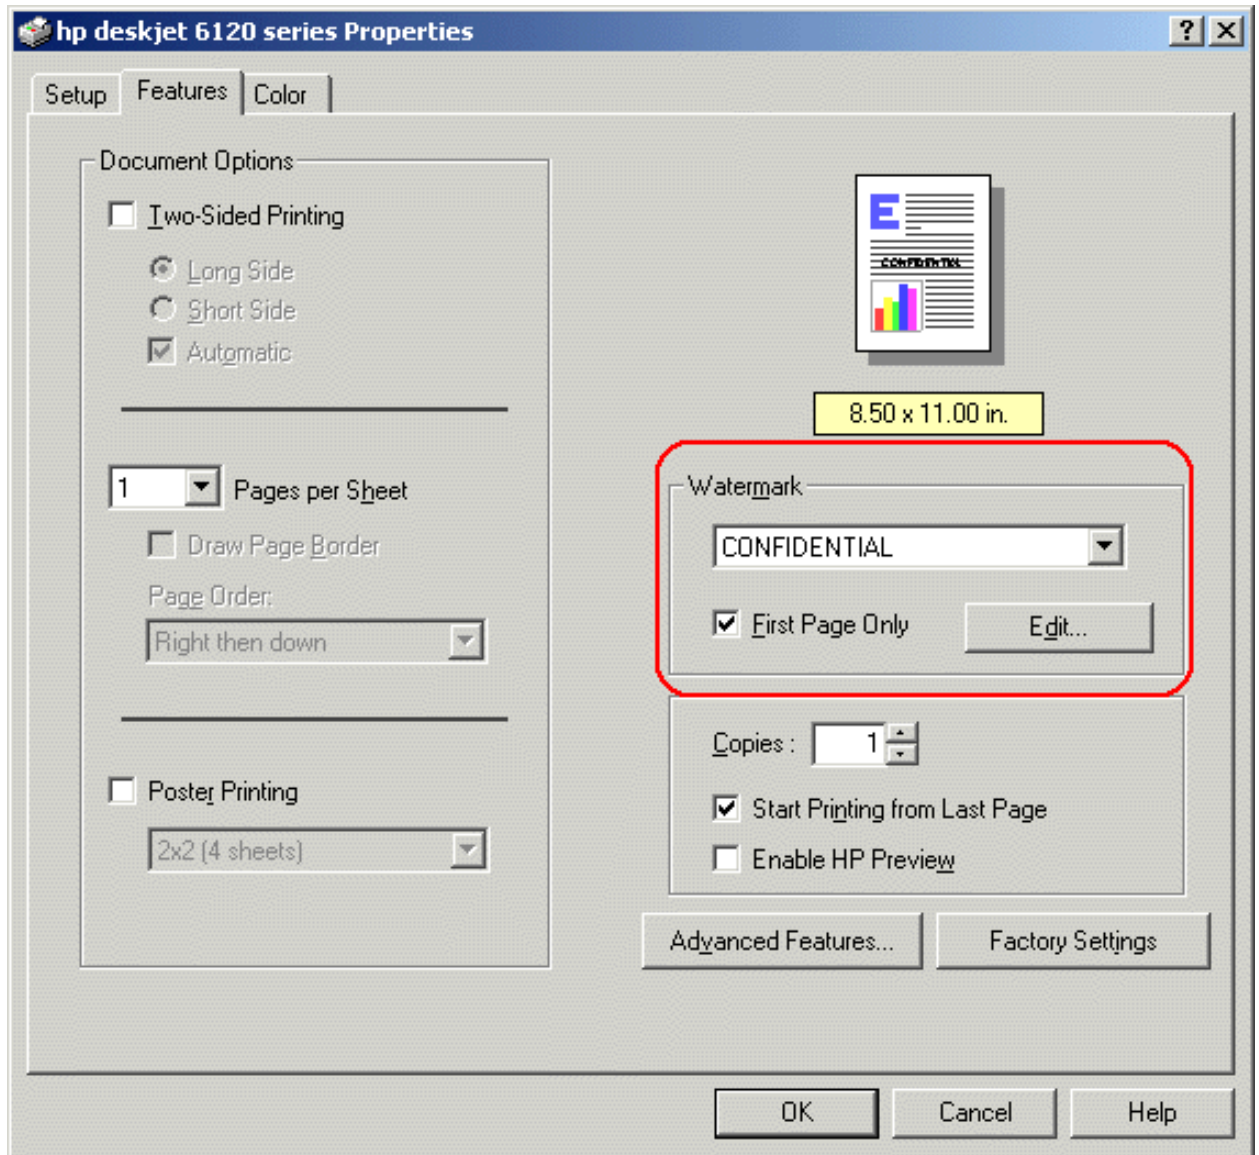 hp deskjet 6120 series Properties
Setup
Features
Color
Document Options
Two-Sided Printing
Long Side
Short Side
Automatic
1
Pages per Sheet
Draw Page Border
Page Order:
Right then down
Poster Printing
2x2 (4 sheets)
E
CONFIDENTIAL
8.50 x 11.00 in.
Watermark
CONFIDENTIAL
First Page Only
Edit...
Copies :
1
Start Printing from Last Page
Enable HP Preview
Advanced Features...
Factory Settings
OK
Cancel
Help